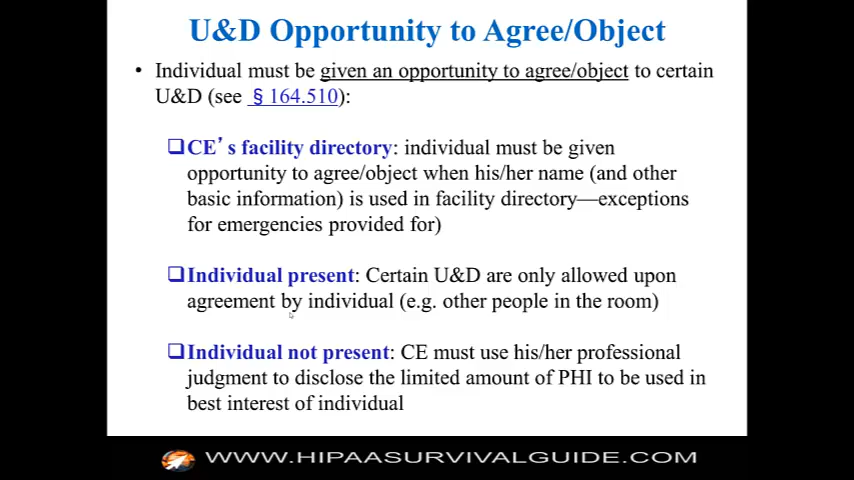 U&D Opportunity to Agree/Object
• Individual must be given an opportunity to agree/object to certain
U&D (see § 164.510):
❑CE’s facility directory: individual must be given
opportunity to agree/object when his/her name (and other
basic information) is used in facility directory—exceptions
for emergencies provided for)
❑Individual present: Certain U&D are only allowed upon
agreement by individual (e.g. other people in the room)
❑Individual not present: CE must use his/her professional
judgment to disclose the limited amount of PHI to be used in
best interest of individual
WWW.HIPAASURVIVALGUIDE.COM